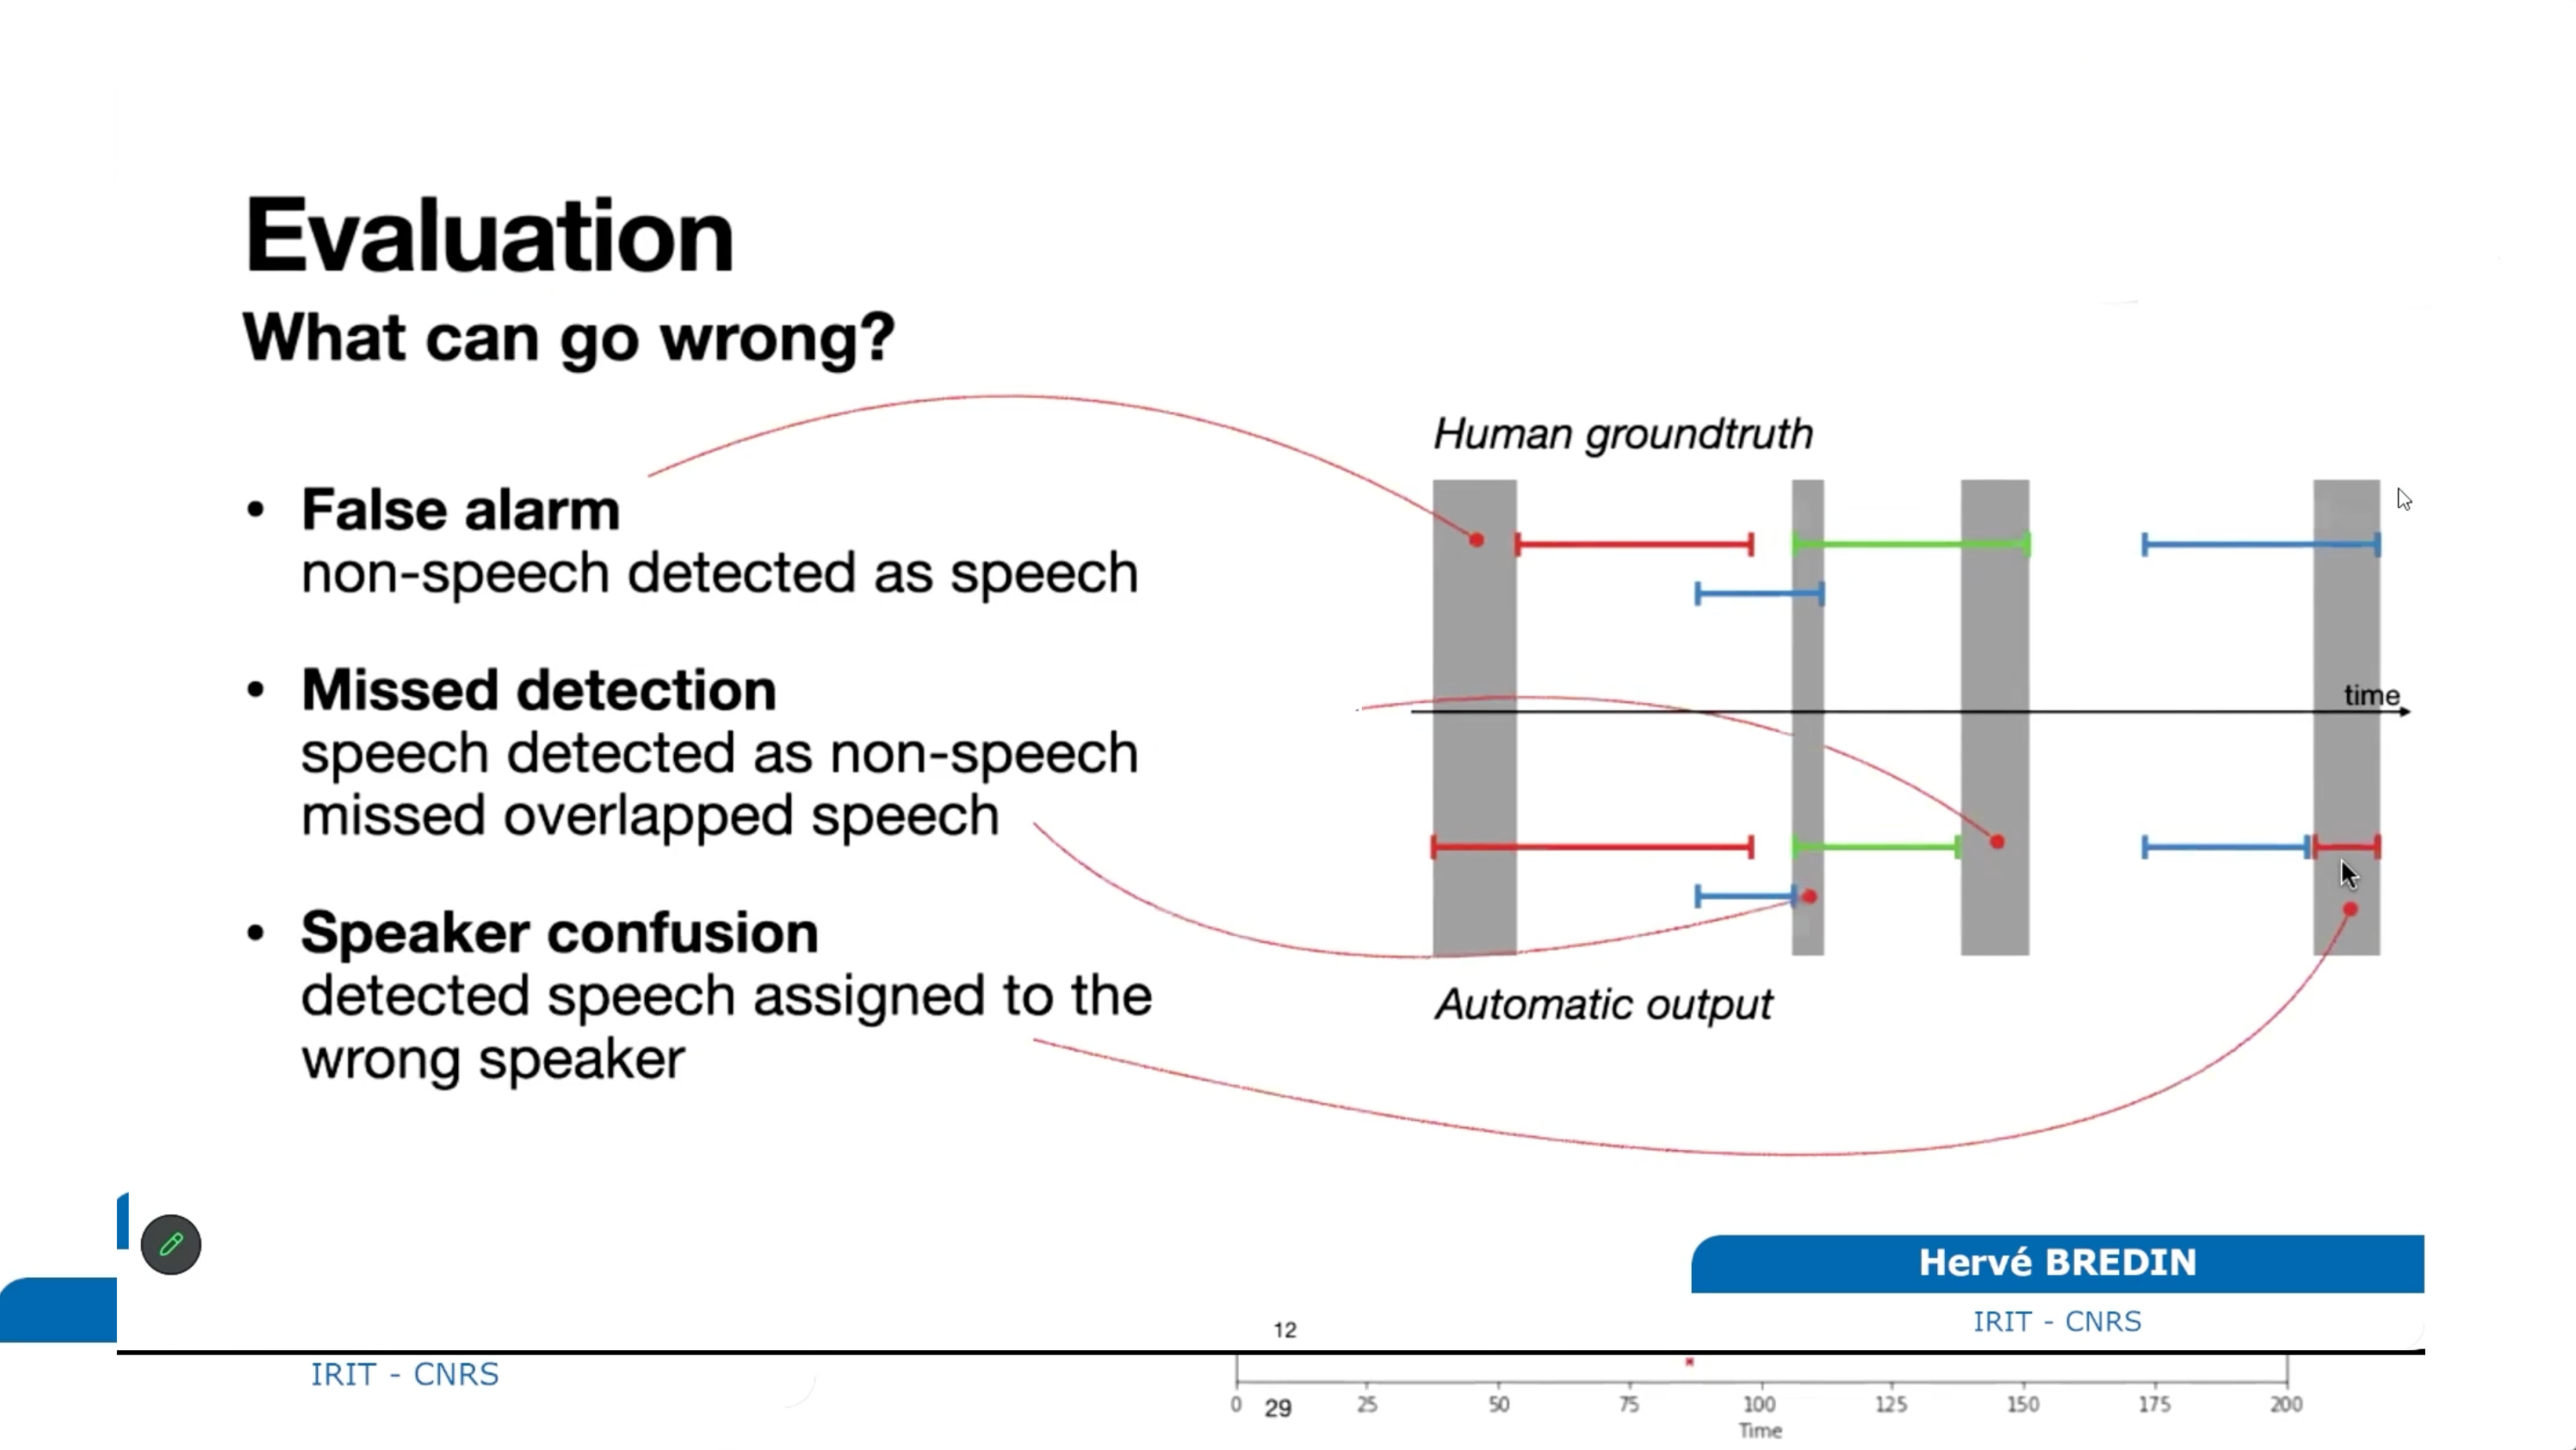 Evaluation
What can go wrong?
• False alarm
non-speech detected as speech
• Missed detection
speech detected as non-speech
missed overlapped speech
• Speaker confusion
detected speech assigned to the
wrong speaker
Human groundtruth
time
Automatic output
Hervé BREDIN
IRIT - CNRS
12
IRIT - CNRS
0 25 50 75 100 125 150 175 200
29
Time